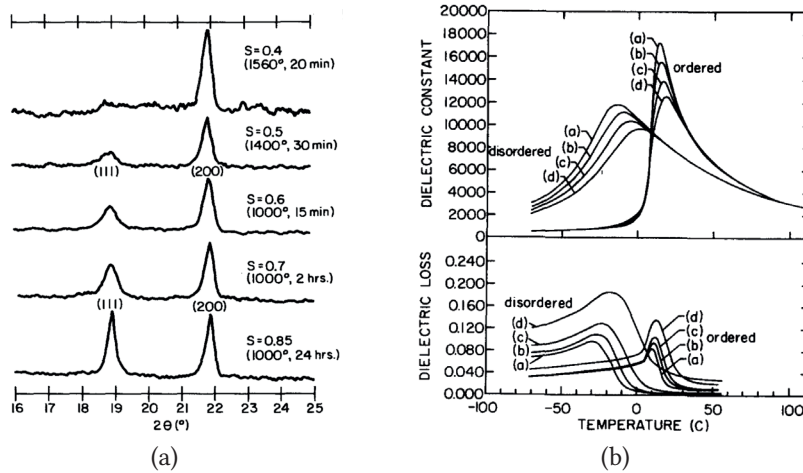 S=0.4
(1560°, 20 min)
S=0.5
(1400°, 30 min)
(111)
(200)
S=0.6
(1000°, 15 min)
S=0.7
(1000°, 2 hrs.)
(111)
(200)
S=0.85
(1000°, 24 hrs.)
16 17 18 19 20 21 22 23 24 25
2θ(°)
(a)
DIELECTRIC CONSTANT
20000
18000
16000
14000
12000
10000
8000
6000
4000
2000
0
(a)
(b)
(c)
(d)
ordered
disordered
(a)
(b)
(c)
(d)
DIELECTRIC LOSS
0.240
0.200
0.160
0.120
0.080
0.040
0.000
disordered
(d)
(c)
(b)
(a)
(d)
(c)
ordered
(b)
(a)
-100 -50 0 50 100
TEMPERATURE (C)
(b)